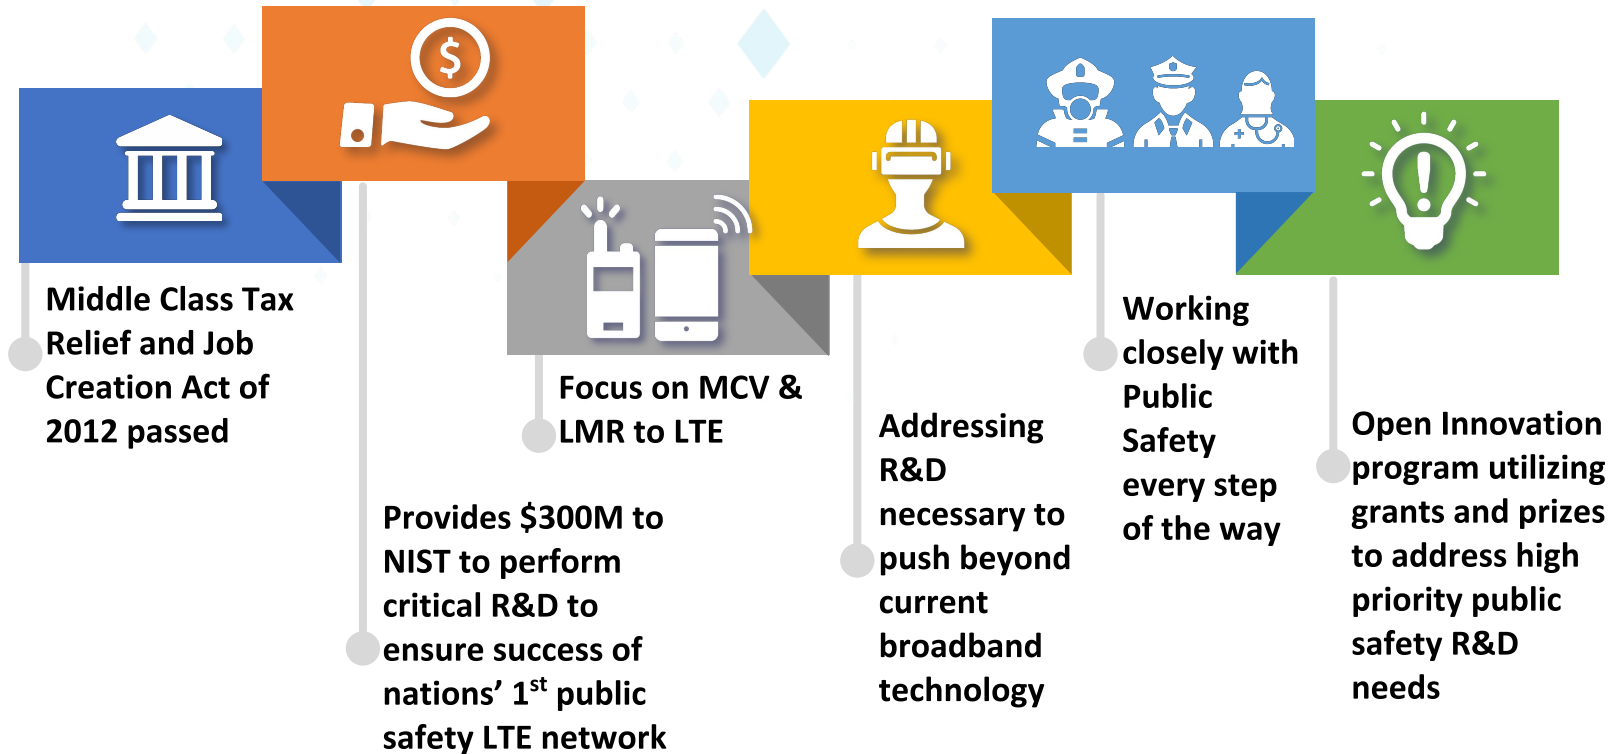 Middle Class Tax
Relief and Job
Creation Act of
2012 passed
Provides $300M to
NIST to perform
critical R&D to
ensure success of
nations’ 1st public
safety LTE network
Focus on MCV &
LMR to LTE
Addressing
R&D
necessary to
push beyond
current
broadband
technology
Working
closely with
Public
Safety
every step
of the way
Open Innovation
program utilizing
grants and prizes
to address high
priority public
safety R&D
needs